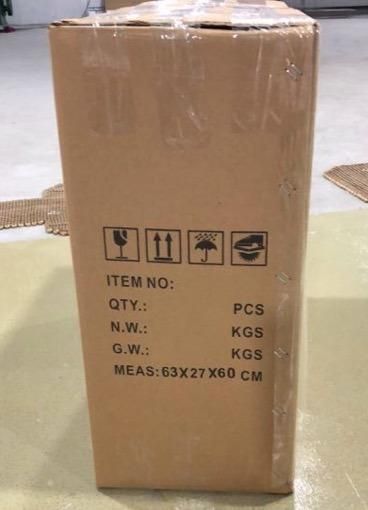 ITEM NO:
QTY.: PCS
N.W.: KGS
G.W.: KGS
MEAS: 63X27X60 CM